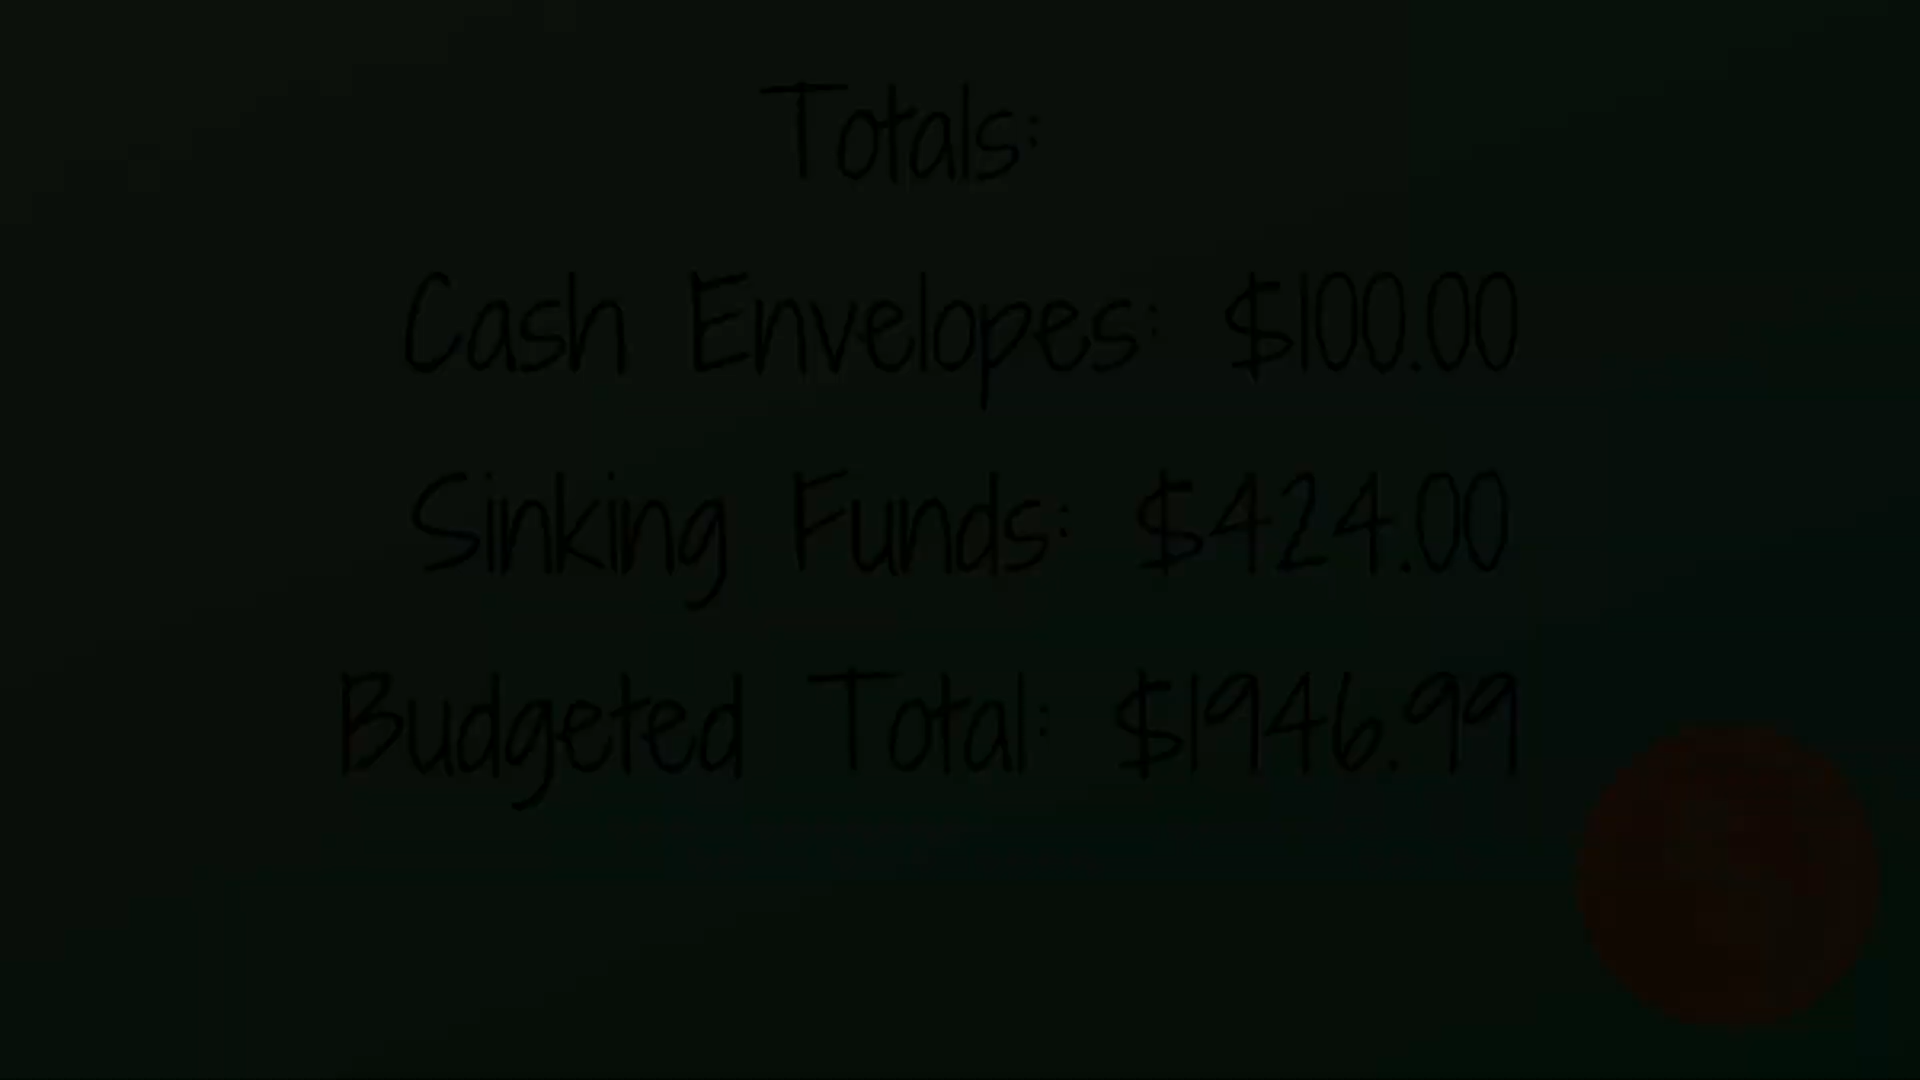 Totals:
Cash Envelopes: $100.00
Sinking Funds: $424.00
Budgeted Total: $1946.99